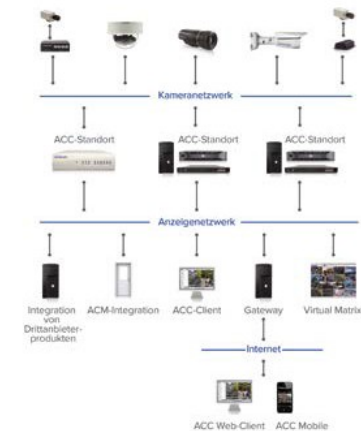 Kameranetzwerk
ACC-Standort ACC-Standort ACC-Standort
Anzeigenetzwerk
Integration ACM-Integration ACC-Client Gateway Virtual Matrix
von
Drittanbieter-
produkten
Internet
ACC Web-Client ACC Mobile